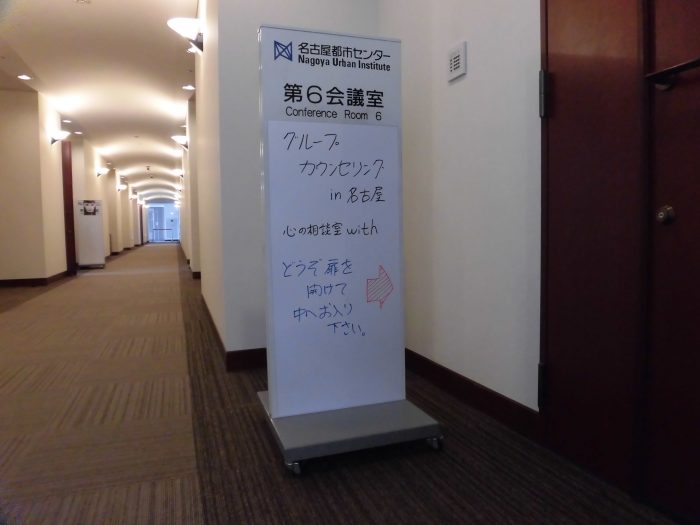 名古屋都市センター
Nagoya Urban Institute
第6会議室
Conference Room 6
グループ
カウンセリング
in 名古屋
心の相談室 with
どうぞ扉を
開けて
中へお入り
下さい。